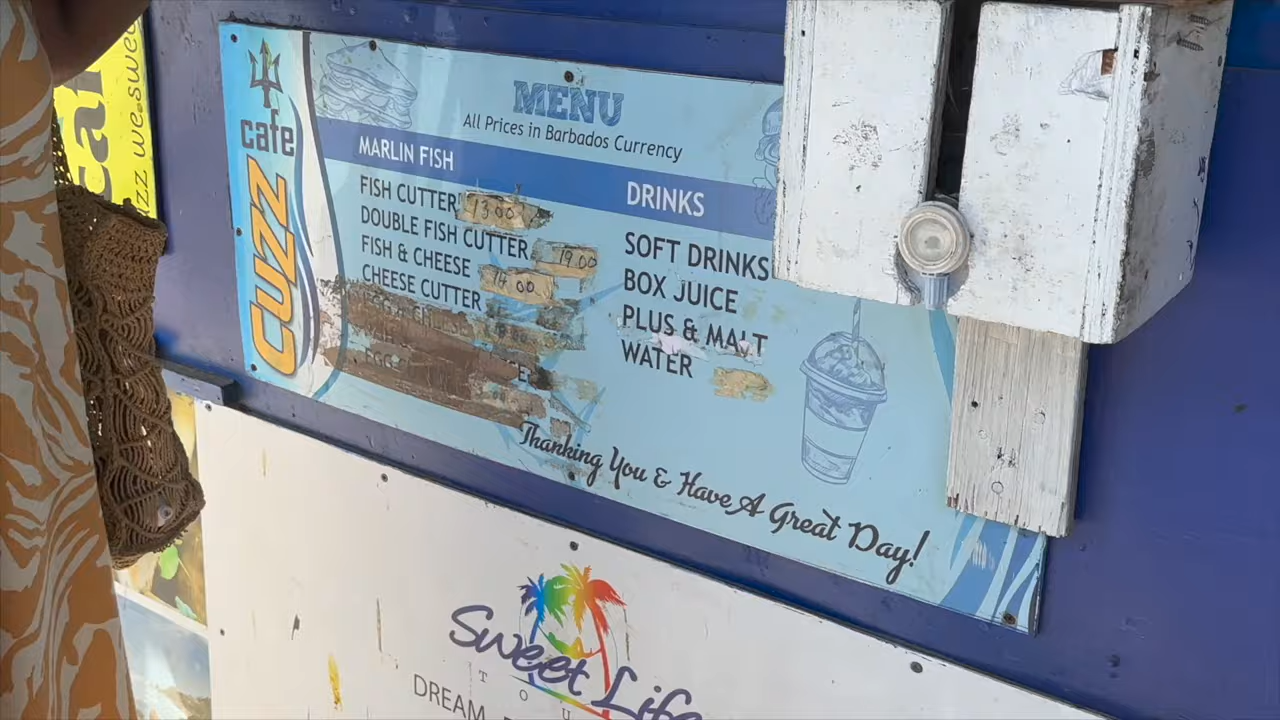 cafe
CUZZ
MENU
All Prices in Barbados Currency
MARLIN FISH
FISH CUTTER 13.00
DOUBLE FISH CUTTER 19.00
FISH & CHEESE 14.00
CHEESE CUTTER
DRINKS
SOFT DRINKS
BOX JUICE
PLUS & MALT
WATER
Thanking You & Have A Great Day!
Sweet Life
T O U
DREAM